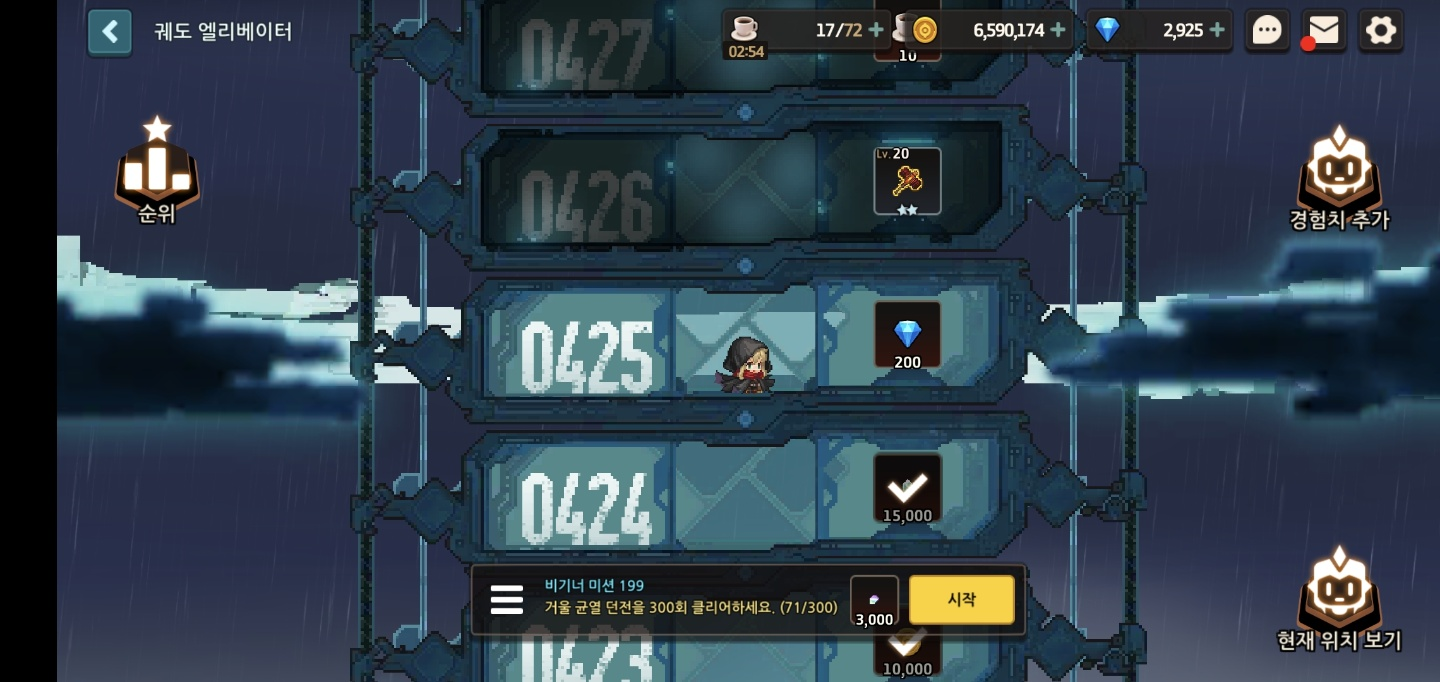 궤도 엘리베이터
02:54
17/72
6,590,174
2,925
0427
10
순위
0426
Lv.20
경험치 추가
0425
200
0424
15,000
비기너 미션 199
거울 균열 던전을 300회 클리어하세요. (71/300)
3,000
시작
현재 위치 보기
0423
10,000